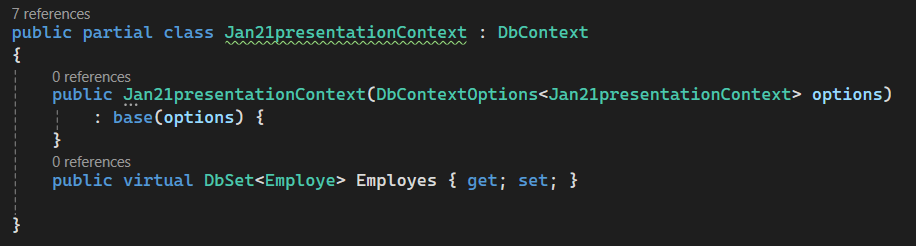 7 references
public partial class Jan21presentationContext : DbContext
{
0 references
public Jan21presentationContext(DbContextOptions<Jan21presentationContext> options)
: base(options) {
}
0 references
public virtual DbSet<Employe> Employes { get; set; }
}